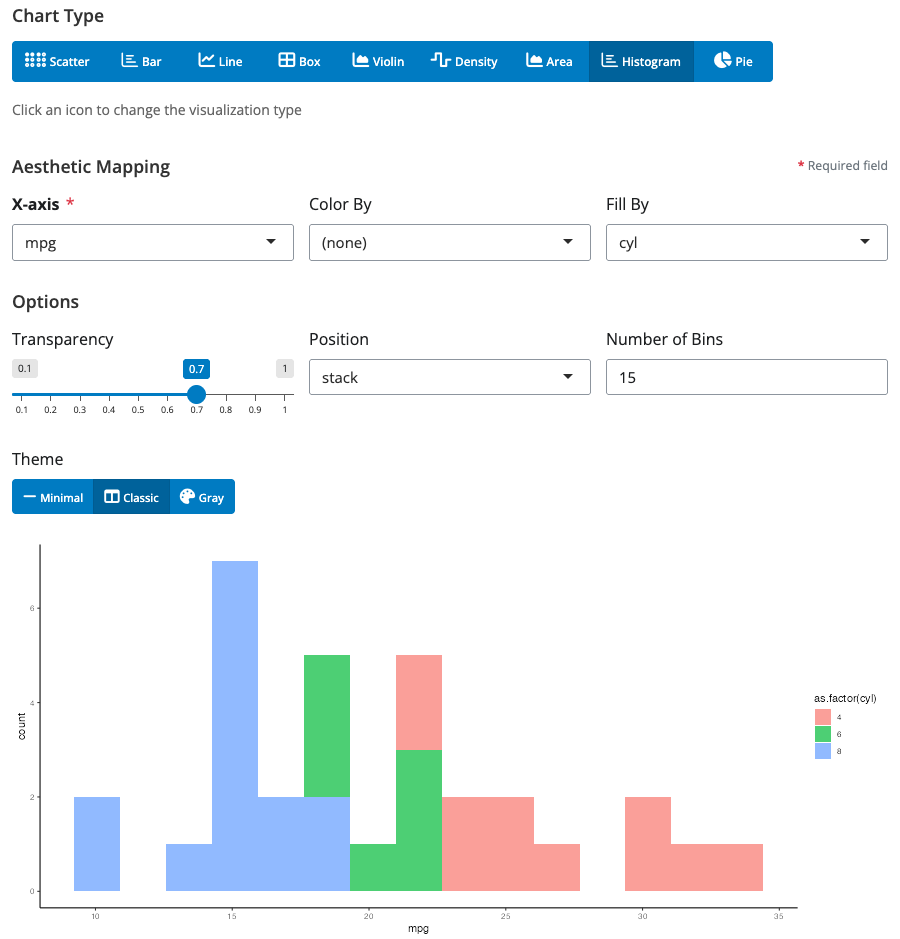 Chart Type
Scatter Bar Line Box Violin Density Area Histogram Pie
Click an icon to change the visualization type
Aesthetic Mapping * Required field
X-axis * Color By Fill By
mpg (none) cyl
Options
Transparency Position Number of Bins
0.1 0.7 1
stack 15
0.1 0.2 0.3 0.4 0.5 0.6 0.7 0.8 0.9 1
Theme
Minimal Classic Gray
6
4
2
0
count
10 15 20 25 30 35
mpg
as.factor(cyl)
4
6
8